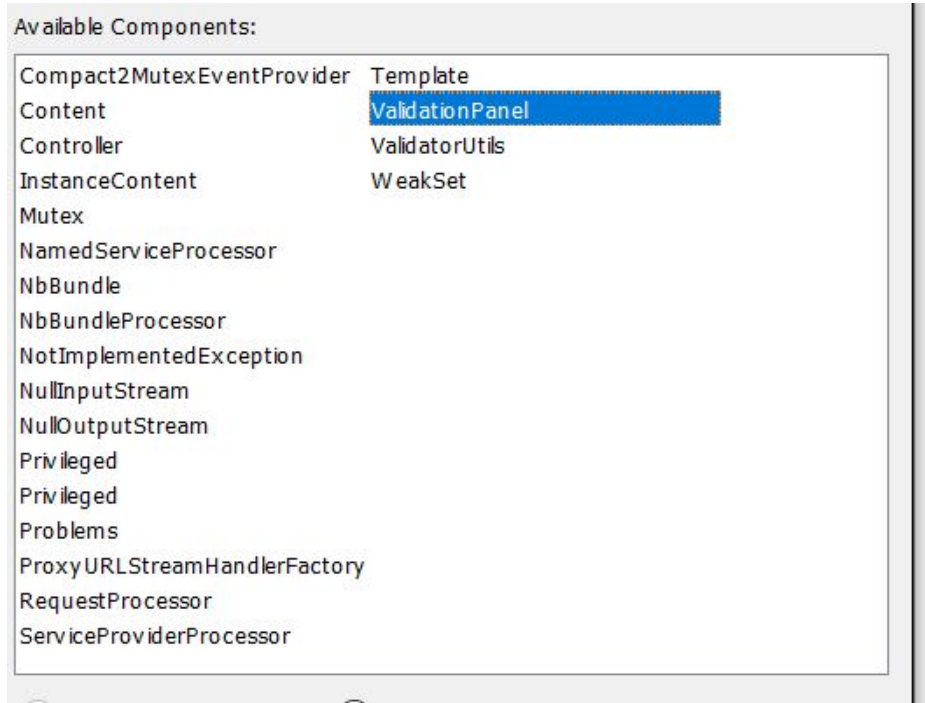 Available Components:
Compact2MutexEventProvider
Content
Controller
InstanceContent
Mutex
NamedServiceProcessor
NbBundle
NbBundleProcessor
NotImplementedException
NullInputStream
NullOutputStream
Privileged
Privileged
Problems
ProxyURLStreamHandlerFactory
RequestProcessor
ServiceProviderProcessor
Template
ValidationPanel
ValidatorUtils
WeakSet